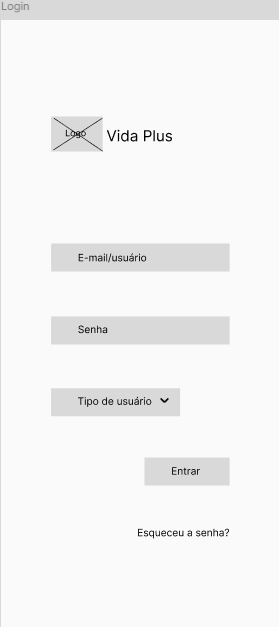 Login
Logo
Vida Plus
E-mail/usuário
Senha
Tipo de usuário
Entrar
Esqueceu a senha?